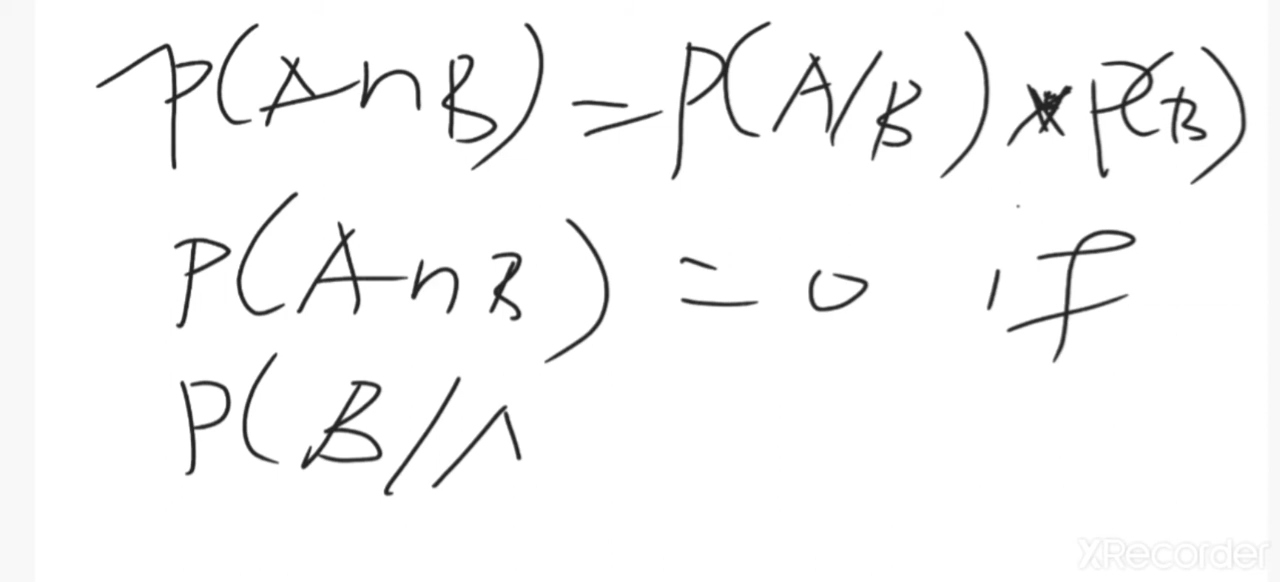 P(A∩B) = P(A/B) * P(B)
P(A∩B) = 0 if
P(B/A
XRecorder